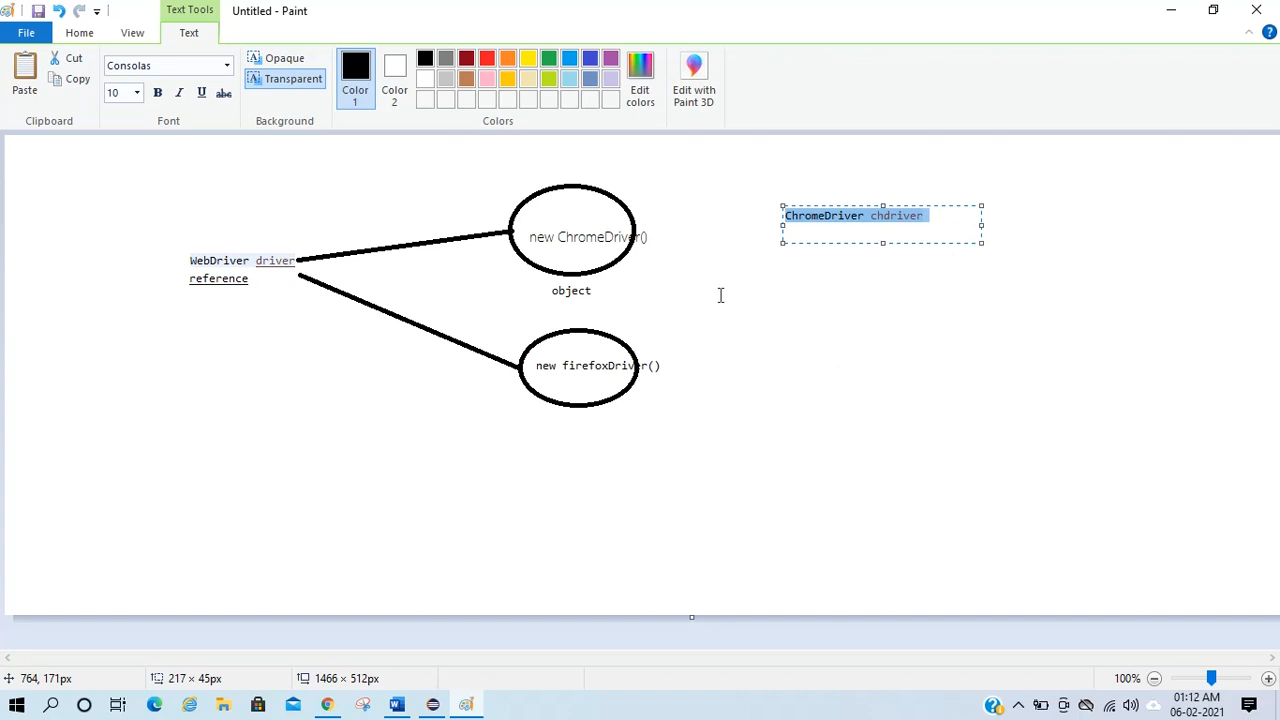 Text Tools
Untitled - Paint
File
Home
View
Text
Paste
Cut
Copy
Clipboard
Consolas
10
B
I
U
abc
Font
Opaque
Transparent
Background
Color
1
Color
2
Edit
colors
Colors
Edit with
Paint 3D
ChromeDriver chdriver
new ChromeDriver()
WebDriver driver
reference
object
new firefoxDriver()
764, 171px
217 × 45px
1466 × 512px
100%
01:12 AM
06-02-2021